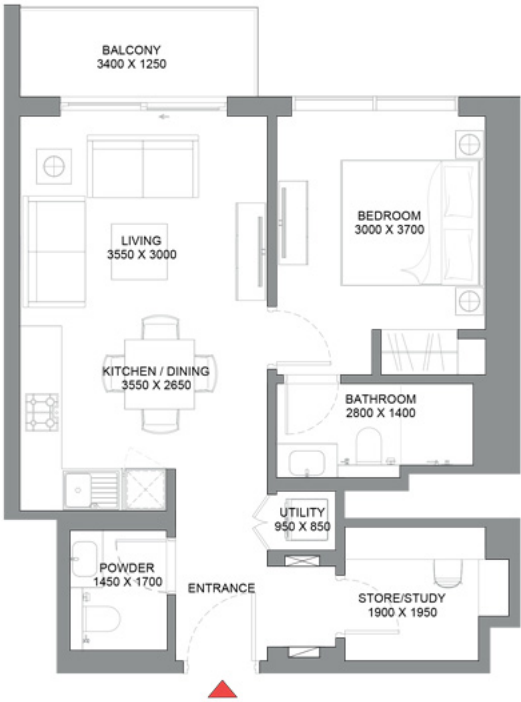 BALCONY
3400 X 1250
LIVING
3550 X 3000
BEDROOM
3000 X 3700
KITCHEN / DINING
3550 X 2650
BATHROOM
2800 X 1400
UTILITY
950 X 850
POWDER
1450 X 1700
ENTRANCE
STORE/STUDY
1900 X 1950